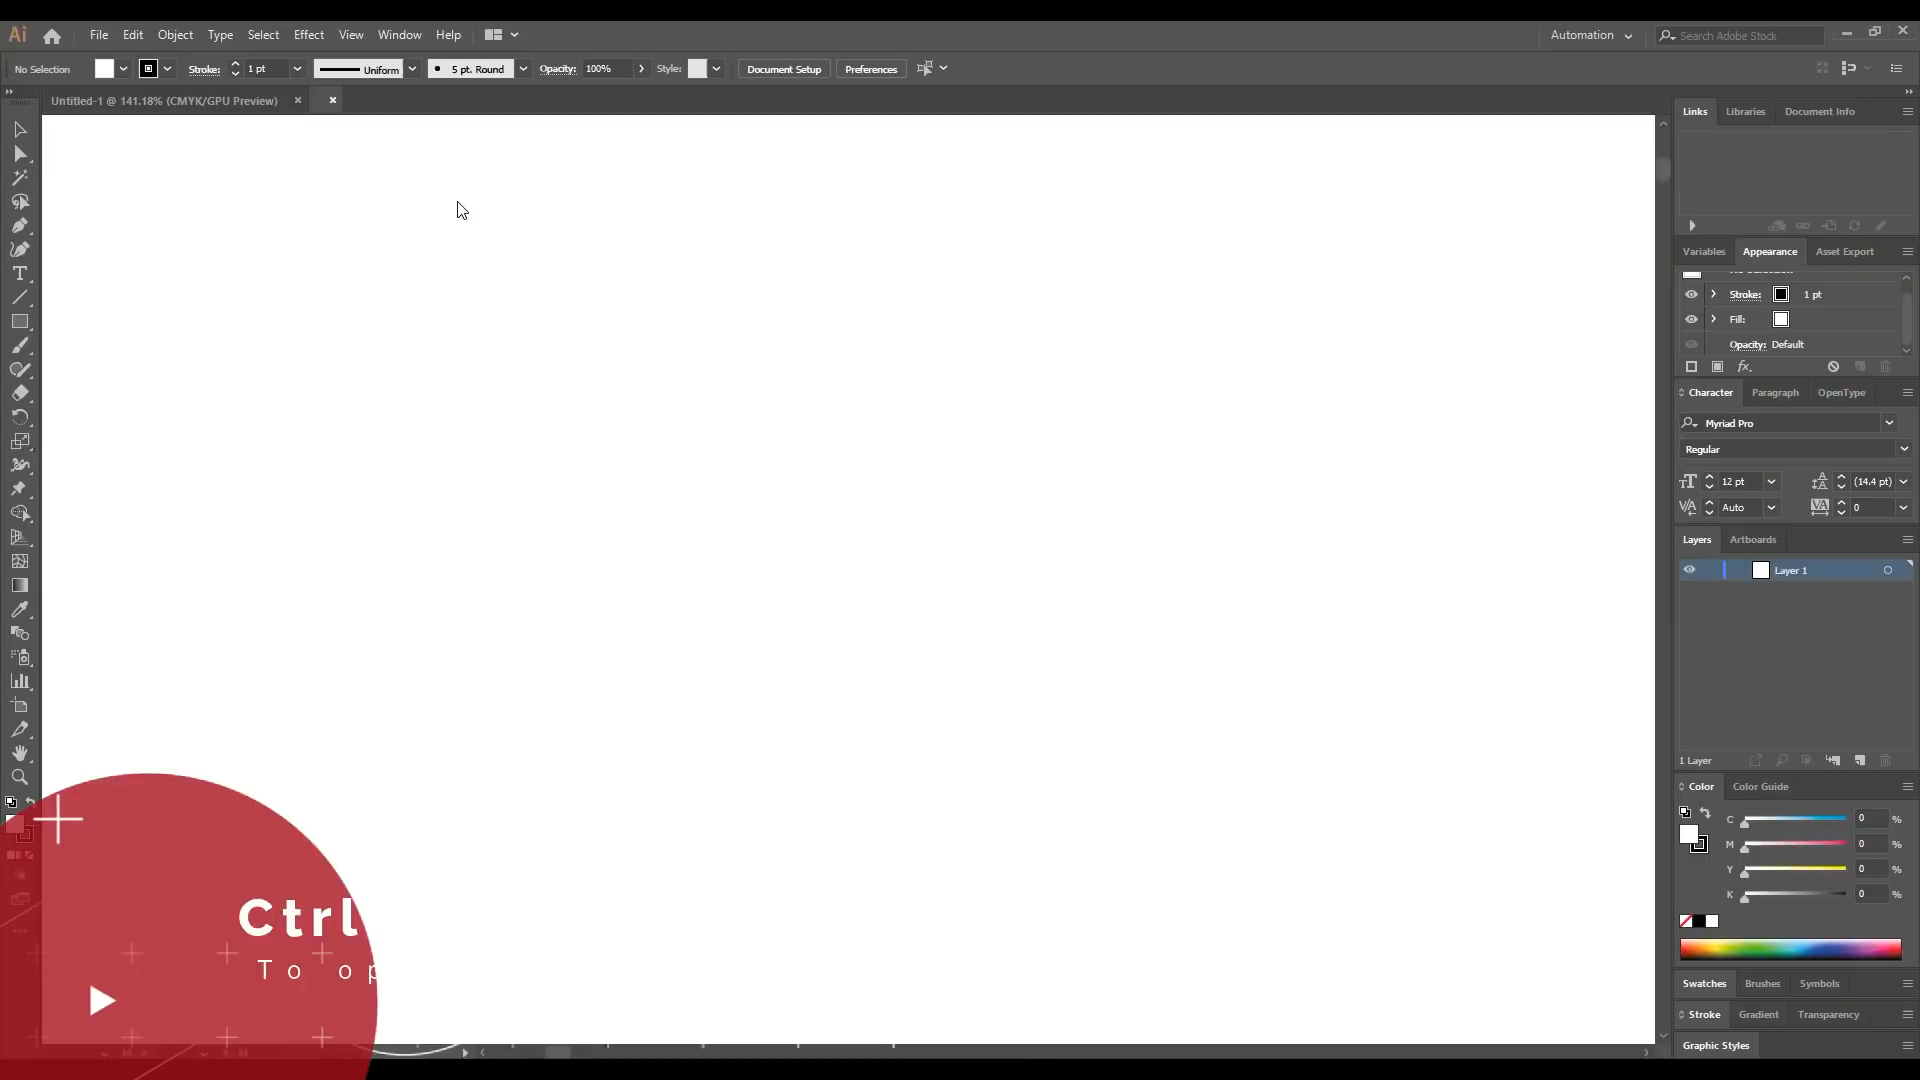 Ai File Edit Object Type Select Effect View Window Help Automation Search Adobe Stock
No Selection Stroke: 1 pt Uniform 5 pt. Round Opacity: 100% Style: Document Setup Preferences
Untitled-1 @ 141.18% (CMYK/GPU Preview)
Links Libraries Document Info
Variables Appearance Asset Export
Stroke: 1 pt
Fill:
Opacity: Default
fx
Character Paragraph OpenType
Myriad Pro
Regular
12 pt (14.4 pt)
Auto 0
Layers Artboards
Layer 1
1 Layer
Color Color Guide
C 0 %
M 0 %
Y 0 %
K 0 %
Ctrl
To op
Swatches Brushes Symbols
Stroke Gradient Transparency
Graphic Styles